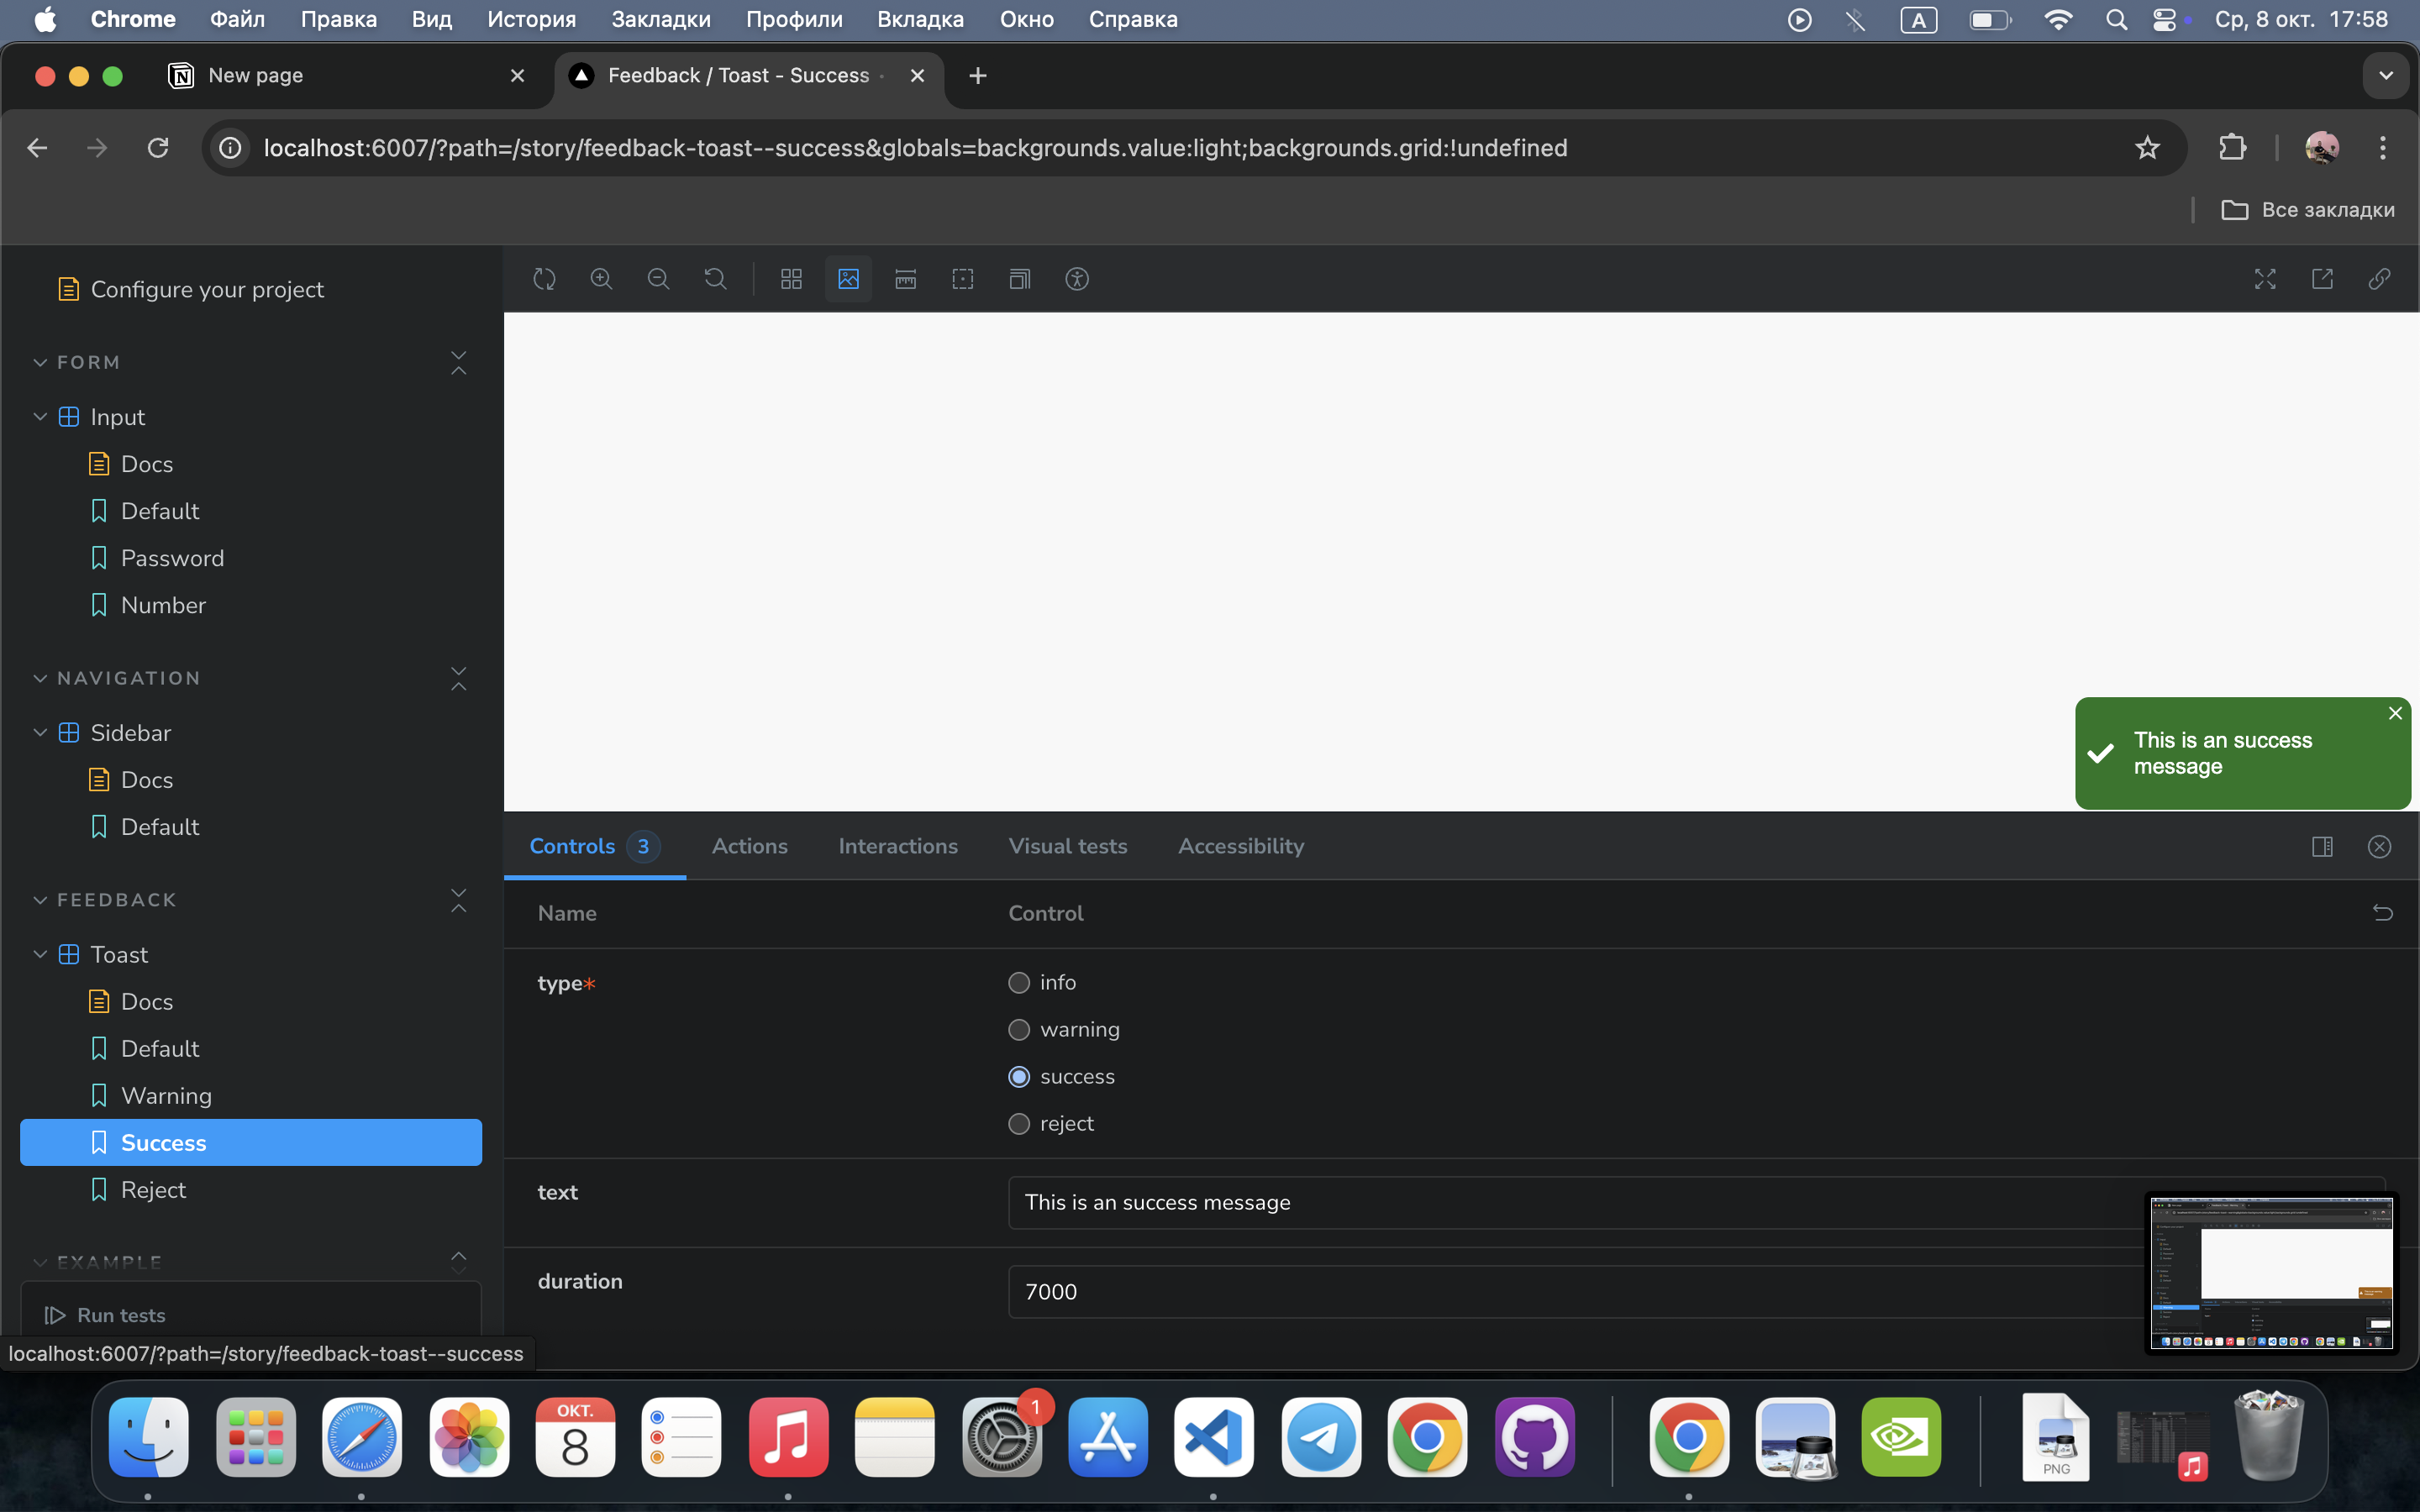 Chrome Файл Правка Вид История Закладки Профили Вкладка Окно Справка A Ср, 8 окт. 17:58
New page Feedback / Toast - Success
localhost:6007/?path=/story/feedback-toast--success&globals=backgrounds.value:light;backgrounds.grid:!undefined
Все закладки
Configure your project
FORM
Input
Docs
Default
Password
Number
NAVIGATION
Sidebar
Docs
Default
FEEDBACK
Toast
Docs
Default
Warning
Success
Reject
EXAMPLE
Run tests
localhost:6007/?path=/story/feedback-toast--success
This is an success
message
Controls 3 Actions Interactions Visual tests Accessibility
Name Control
type*
info
warning
success
reject
text This is an success message
duration 7000
ОКТ.
8
1
PNG